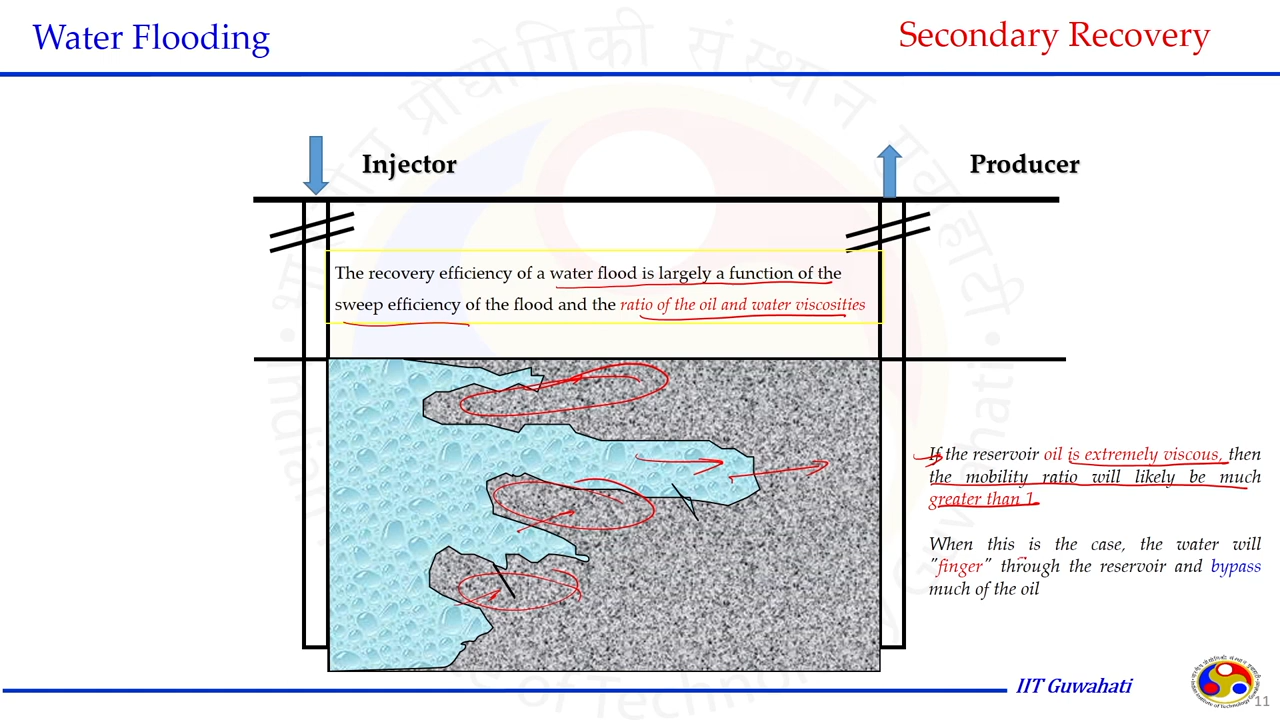 Water Flooding
Secondary Recovery
Injector
Producer
The recovery efficiency of a water flood is largely a function of the
sweep efficiency of the flood and the ratio of the oil and water viscosities
If the reservoir oil is extremely viscous, then
the mobility ratio will likely be much
greater than 1.
When this is the case, the water will
"finger" through the reservoir and bypass
much of the oil
IIT Guwahati
11